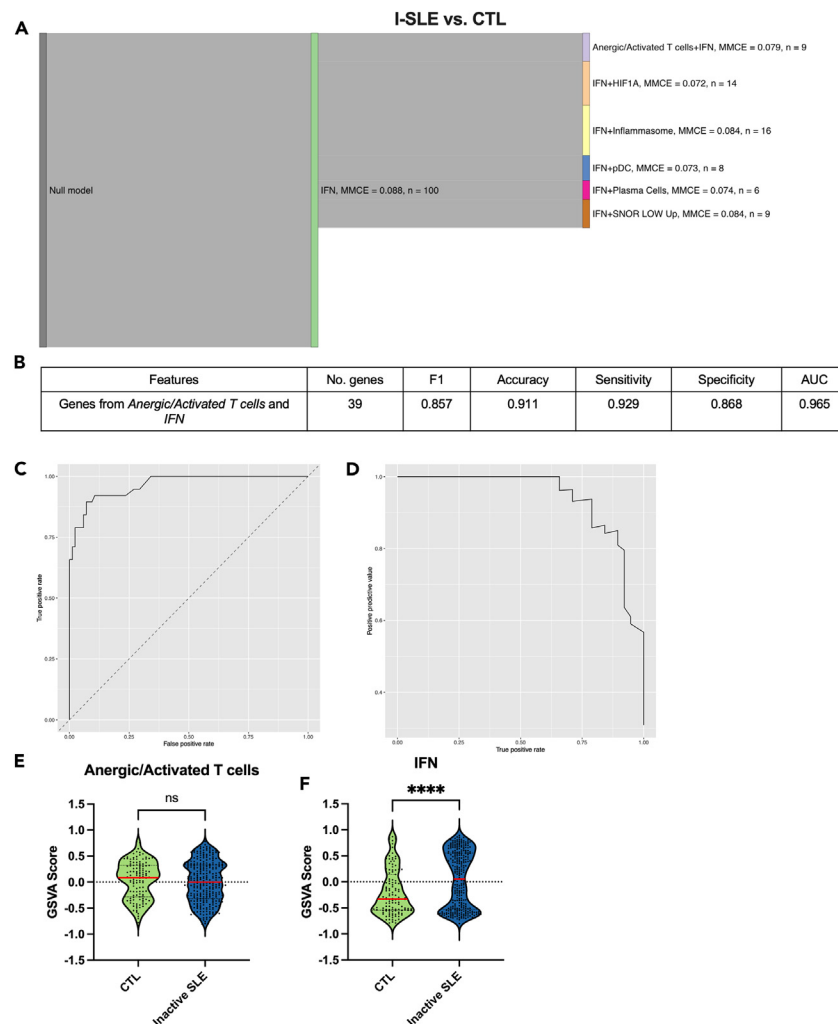 I-SLE vs. CTL
A
Anergic/Activated T cells+IFN, MMCE = 0.079, n = 9
IFN+HIF1A, MMCE = 0.072, n = 14
IFN+Inflammasome, MMCE = 0.084, n = 16
IFN+pDC, MMCE = 0.073, n = 8
Null model
IFN, MMCE = 0.088, n = 100
IFN+Plasma Cells, MMCE = 0.074, n = 6
IFN+SNOR LOW Up, MMCE = 0.084, n = 9
B
Features No. genes F1 Accuracy Sensitivity Specificity AUC
Genes from Anergic/Activated T cells and 39 0.857 0.911 0.929 0.868 0.965
IFN
C
1.00
0.75
0.50
0.25
0.00
True positive rate
0.00 0.25 0.50 0.75 1.00
False positive rate
D
1.0
0.8
0.6
0.4
Positive predictive value
0.00 0.25 0.50 0.75 1.00
True positive rate
E
Anergic/Activated T cells
ns
1.5
1.0
0.5
0.0
-0.5
-1.0
-1.5
GSVA Score
CTL
Inactive SLE
F
IFN
****
1.5
1.0
0.5
0.0
-0.5
-1.0
-1.5
GSVA Score
CTL
Inactive SLE